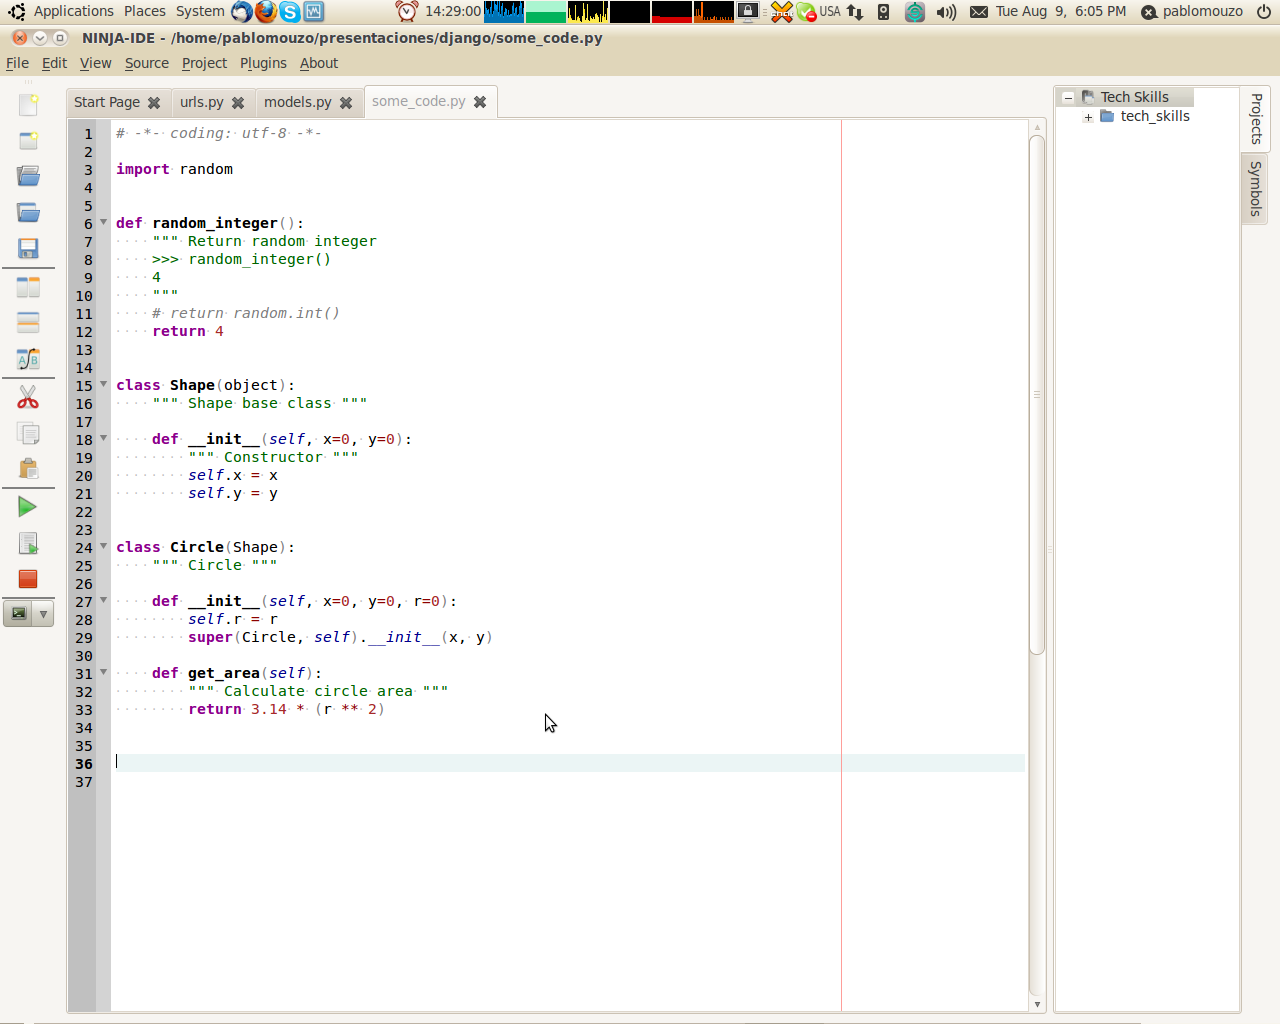 Applications Places System 14:29:00 USA Tue Aug 9, 6:05 PM pablomouzo
NINJA-IDE - /home/pablomouzo/presentaciones/django/some_code.py
File Edit View Source Project Plugins About
Start Page urls.py models.py some_code.py
Tech Skills
tech_skills
Projects
Symbols
1 # -*- coding: utf-8 -*-
2
3 import random
4
5
6 def random_integer():
7 """ Return random integer
8 >>> random_integer()
9 4
10 """
11 # return random.int()
12 return 4
13
14
15 class Shape(object):
16 """ Shape base class """
17
18 def __init__(self, x=0, y=0):
19 """ Constructor """
20 self.x = x
21 self.y = y
22
23
24 class Circle(Shape):
25 """ Circle """
26
27 def __init__(self, x=0, y=0, r=0):
28 self.r = r
29 super(Circle, self).__init__(x, y)
30
31 def get_area(self):
32 """ Calculate circle area """
33 return 3.14 * (r ** 2)
34
35
36
37